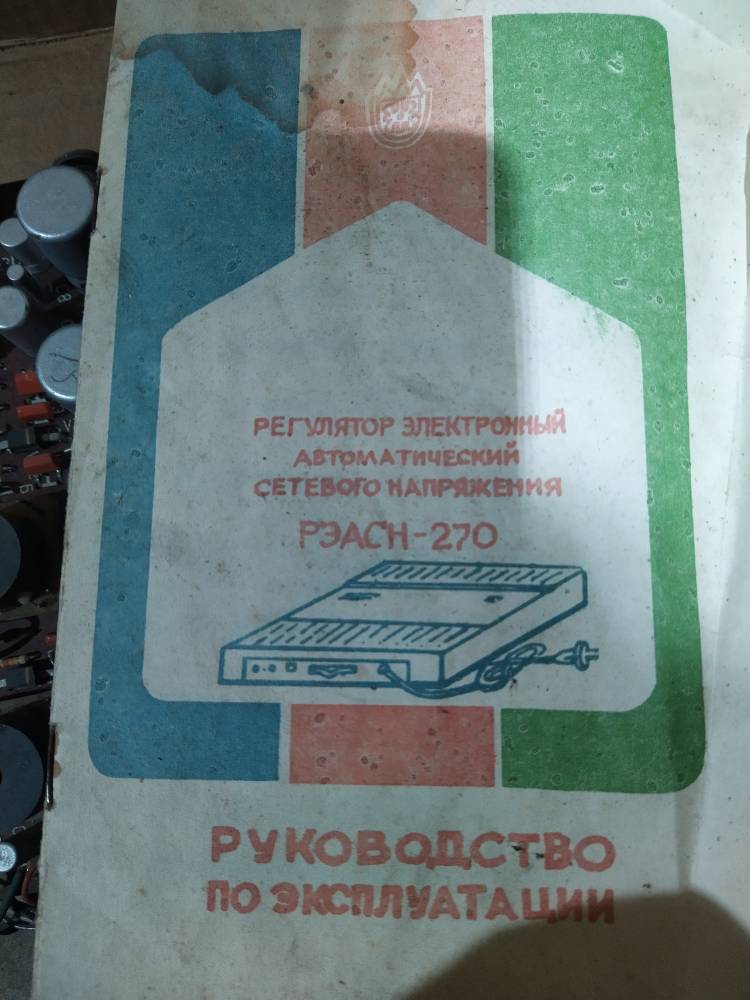 РЕГУЛЯТОР ЭЛЕКТРОННЫЙ
АВТОМАТИЧЕСКИЙ
СЕТЕВОГО НАПРЯЖЕНИЯ
РЭАСН-270
РУКОВОДСТВО
ПО ЭКСПЛУАТАЦИИ